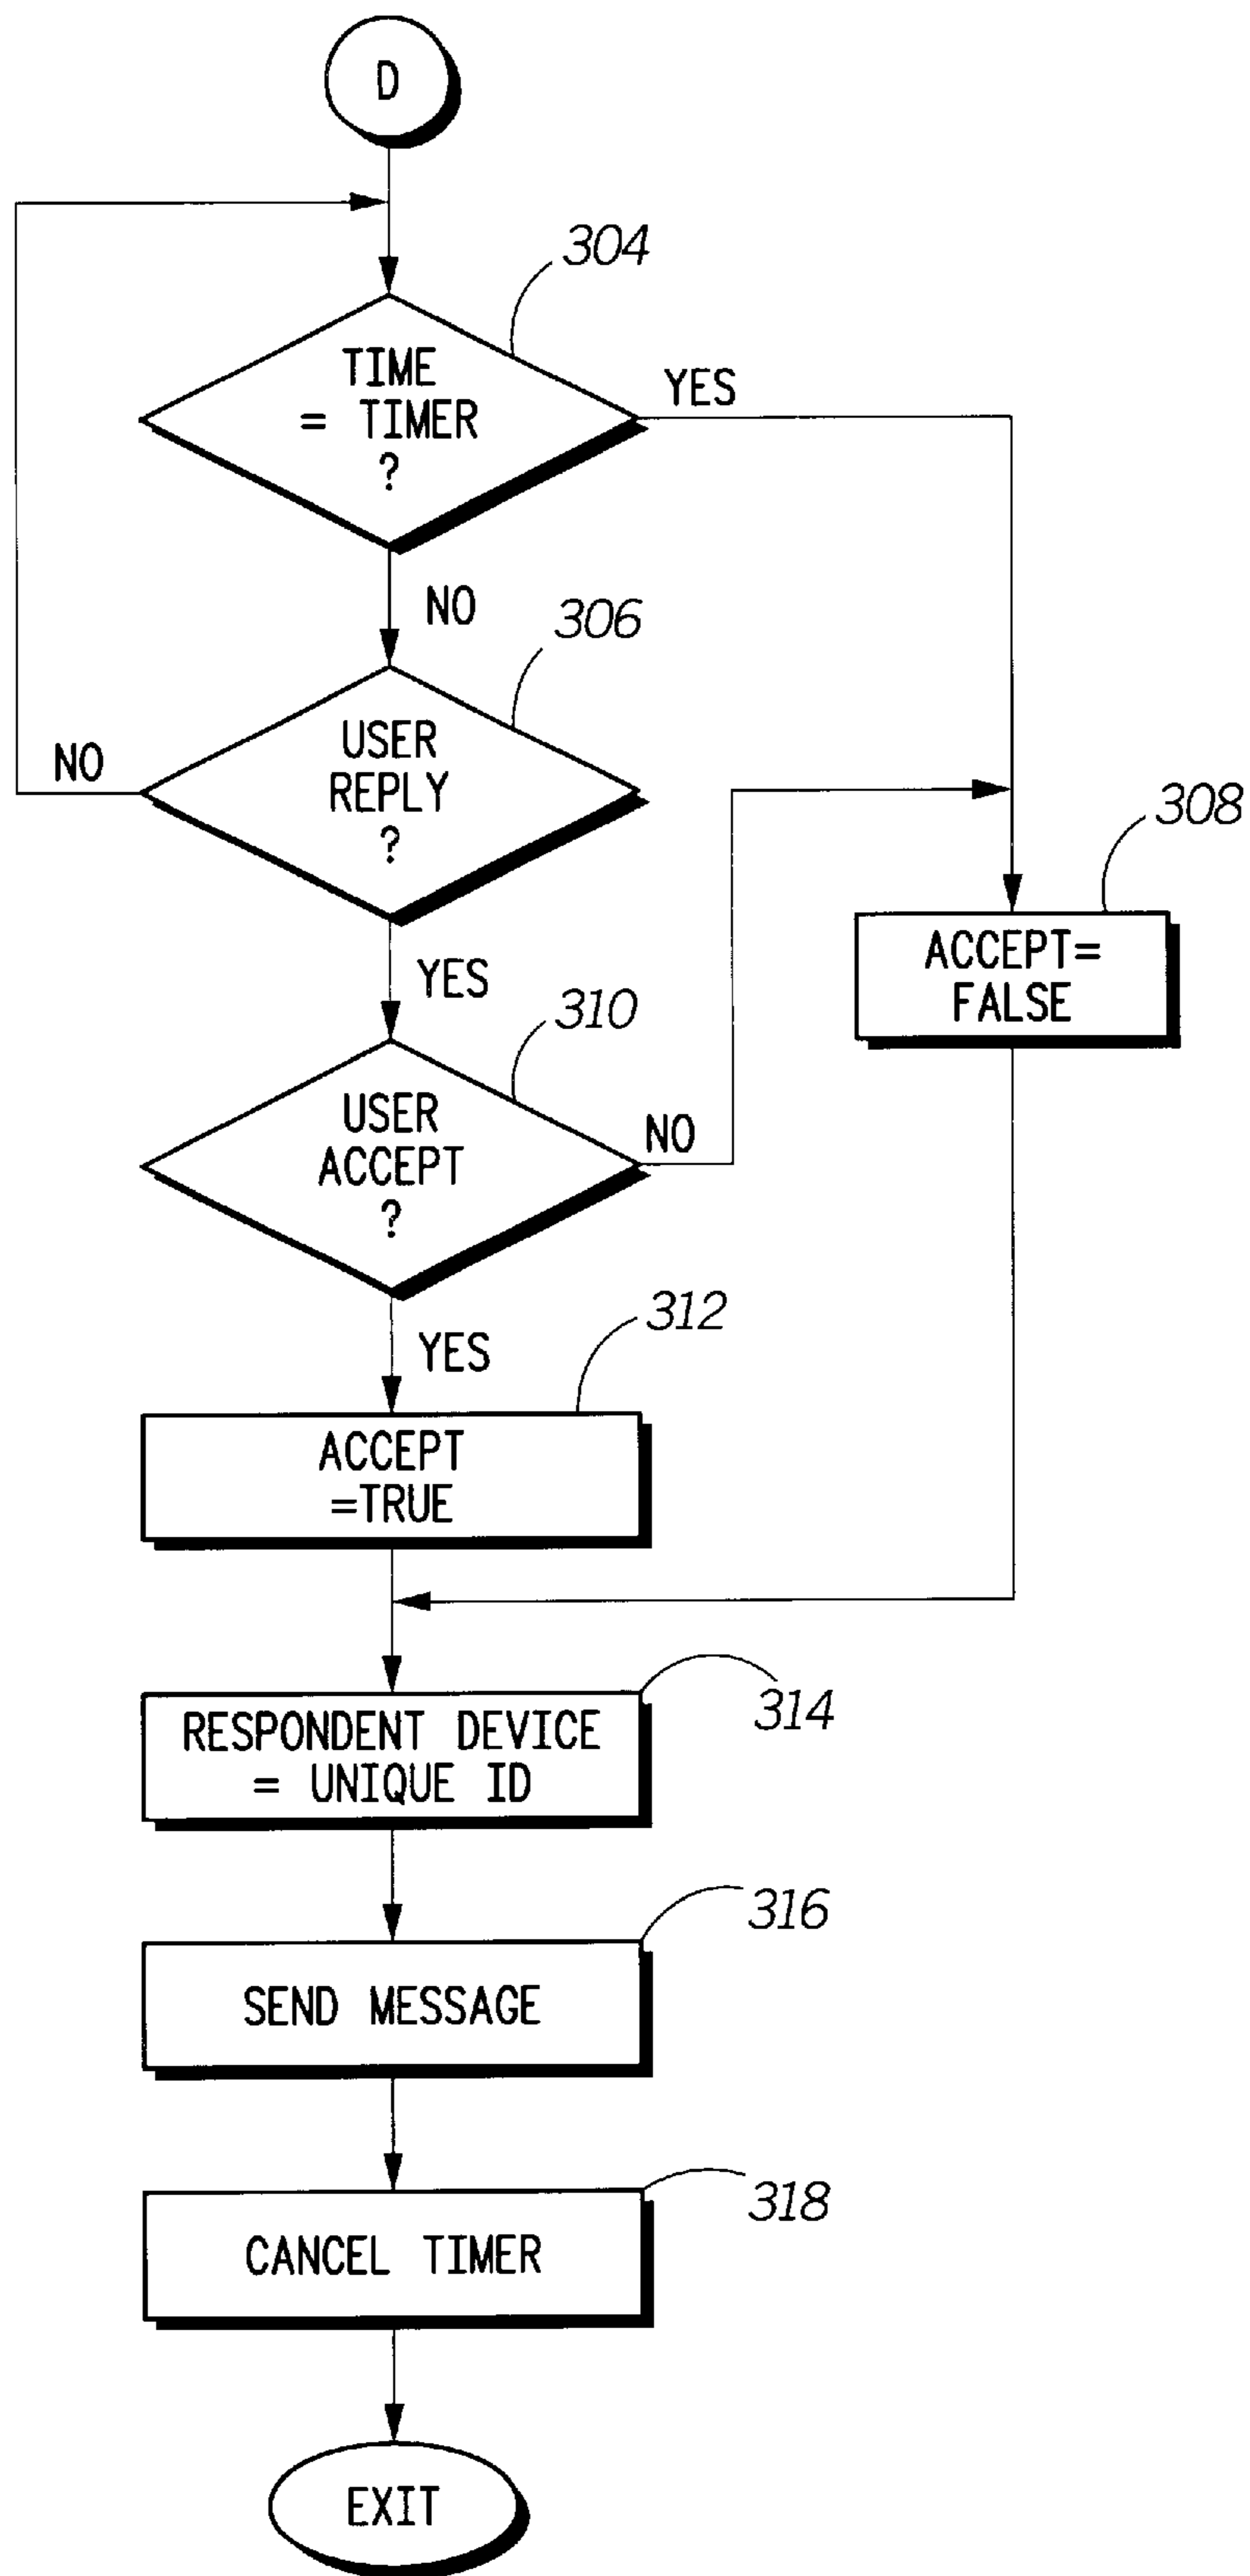 D
304
TIME
= TIMER
?
YES
NO
306
USER
REPLY
?
NO
308
ACCEPT=
FALSE
YES
310
USER
ACCEPT
?
NO
312
YES
ACCEPT
=TRUE
314
RESPONDENT DEVICE
= UNIQUE ID
316
SEND MESSAGE
318
CANCEL TIMER
EXIT